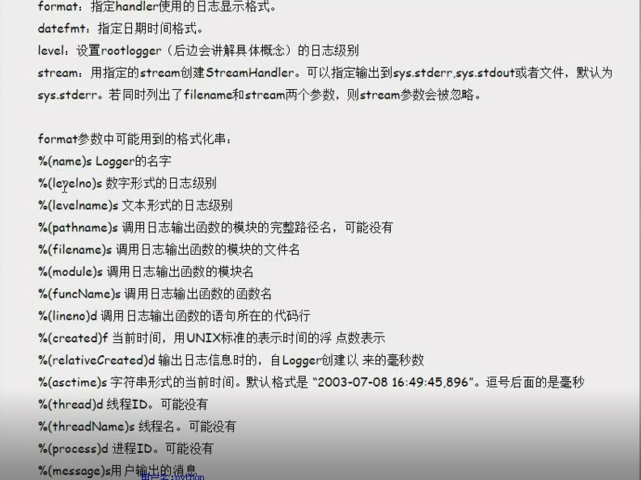 format: 指定handler使用的日志显示格式。
datefmt: 指定日期时间格式。
level: 设置rootlogger（后边会讲解具体概念）的日志级别
stream: 用指定的stream创建StreamHandler。可以指定输出到sys.stderr,sys.stdout或者文件，默认为
sys.stderr。若同时列出了filename和stream两个参数，则stream参数会被忽略。
format参数中可能用到的格式化串:
%(name)s Logger的名字
%(levelno)s 数字形式的日志级别
%(levelname)s 文本形式的日志级别
%(pathname)s 调用日志输出函数的模块的完整路径名，可能没有
%(filename)s 调用日志输出函数的模块的文件名
%(module)s 调用日志输出函数的模块名
%(funcName)s 调用日志输出函数的函数名
%(lineno)d 调用日志输出函数的语句所在的代码行
%(created)f 当前时间，用UNIX标准的表示时间的浮 点数表示
%(relativeCreated)d 输出日志信息时的，自Logger创建以 来的毫秒数
%(asctime)s 字符串形式的当前时间。默认格式是 “2003-07-08 16:49:45,896”。逗号后面的是毫秒
%(thread)d 线程ID。可能没有
%(threadName)s 线程名。可能没有
%(process)d 进程ID。可能没有
%(message)s用户输出的消息
用户名:python